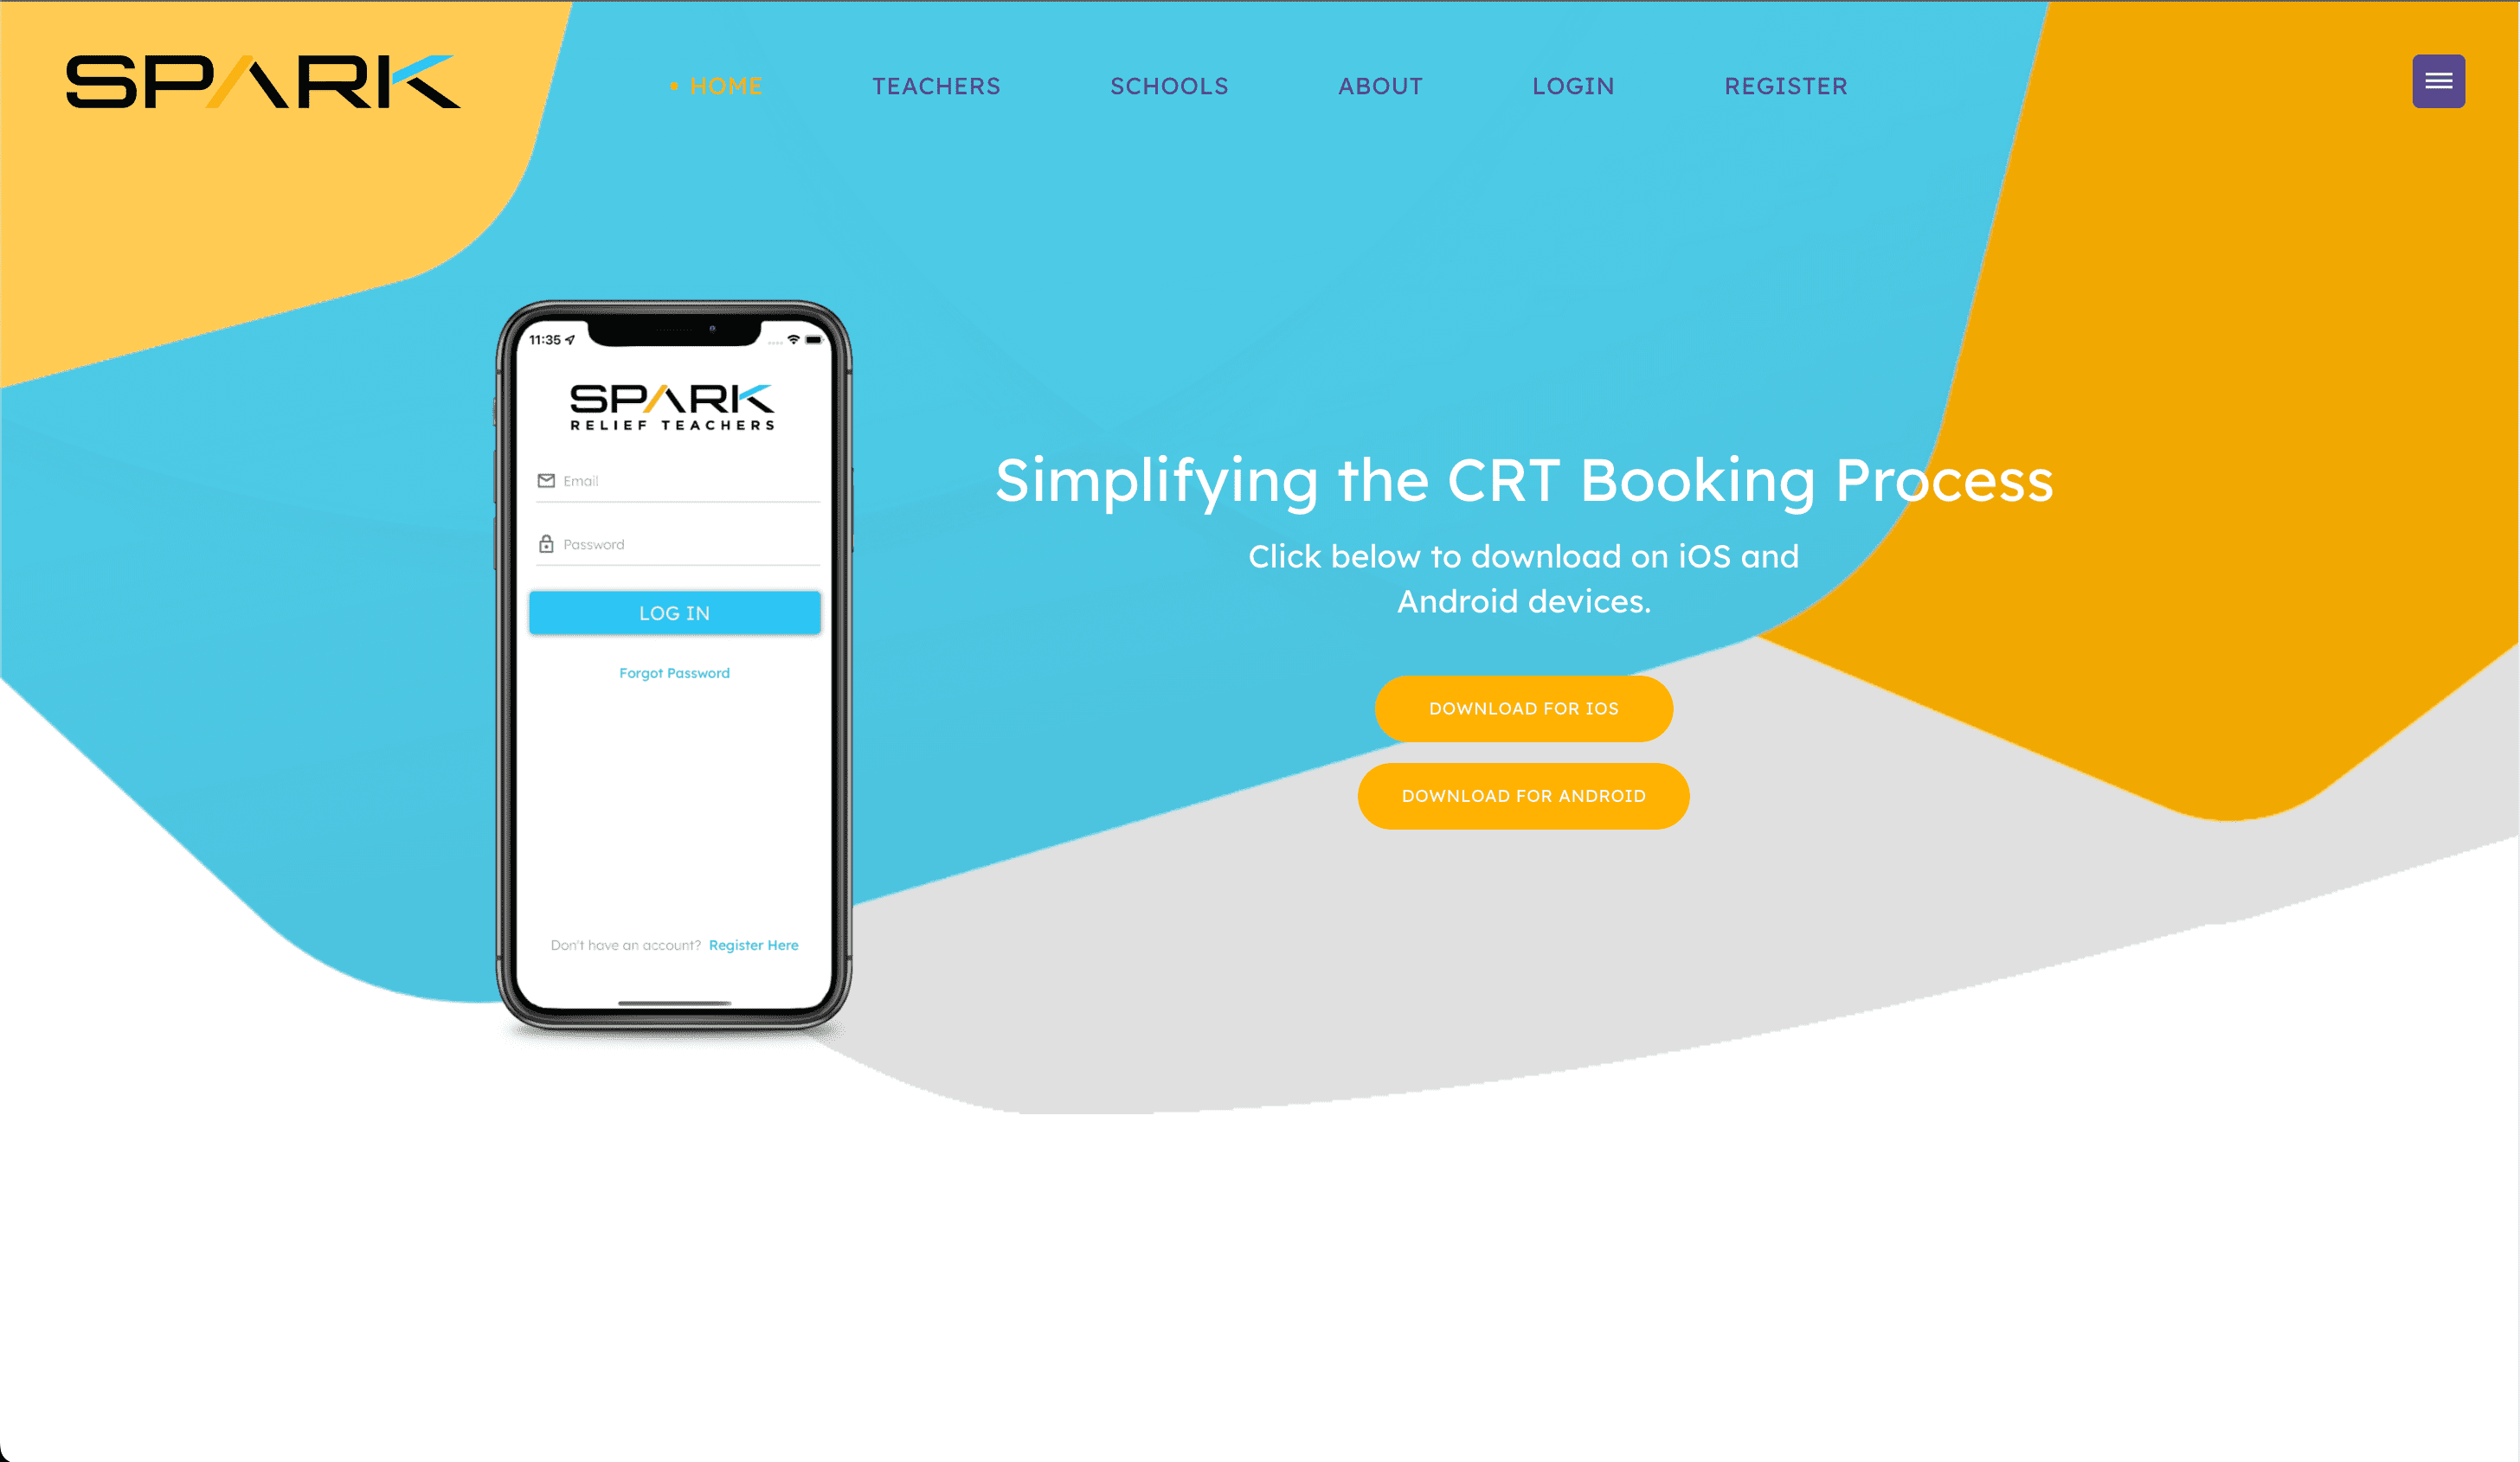 SPARK
HOME TEACHERS SCHOOLS ABOUT LOGIN REGISTER
11:35
SPARK
RELIEF TEACHERS
Email
Password
LOG IN
Forgot Password
Don't have an account? Register Here
Simplifying the CRT Booking Process
Click below to download on iOS and
Android devices.
DOWNLOAD FOR IOS
DOWNLOAD FOR ANDROID